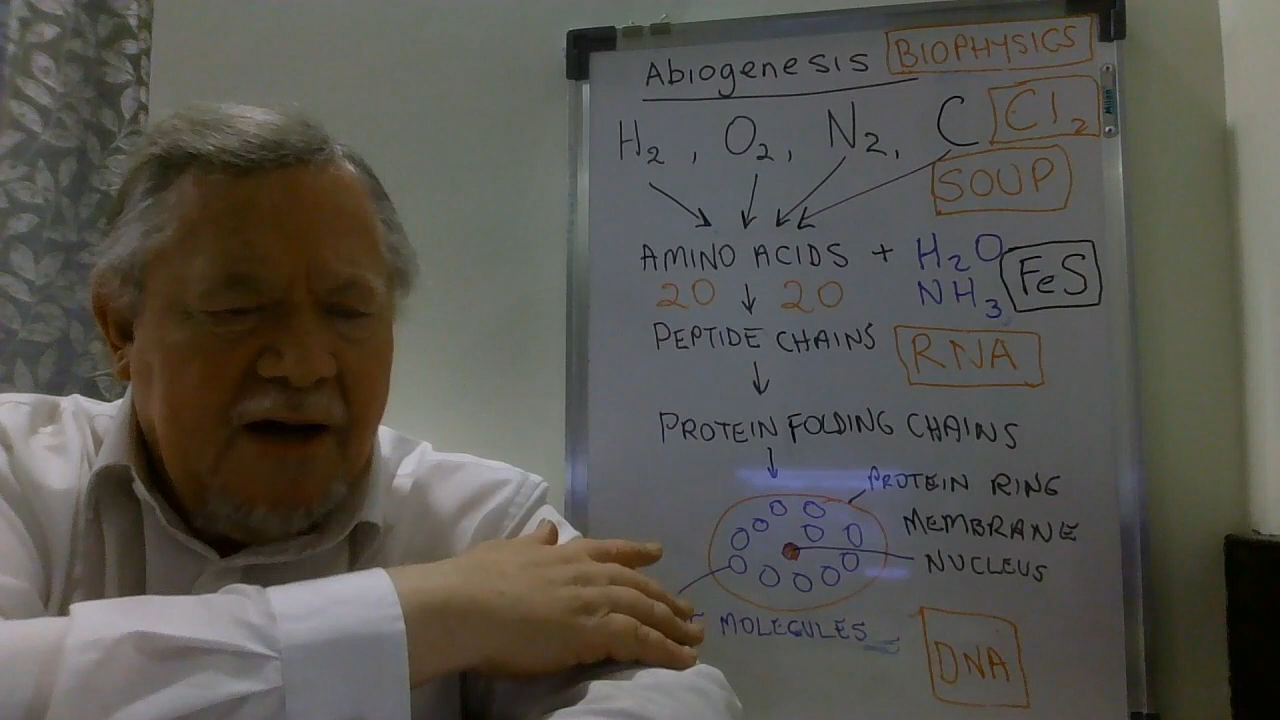 Abiogenesis BIOPHYSICS
H₂, O₂, N₂, C Cl₂
SOUP
AMINO ACIDS + H₂O
FeS
20 20 NH₃
PEPTIDE CHAINS RNA
PROTEIN FOLDING CHAINS
PROTEIN RING
MEMBRANE
NUCLEUS
MOLECULES
DNA